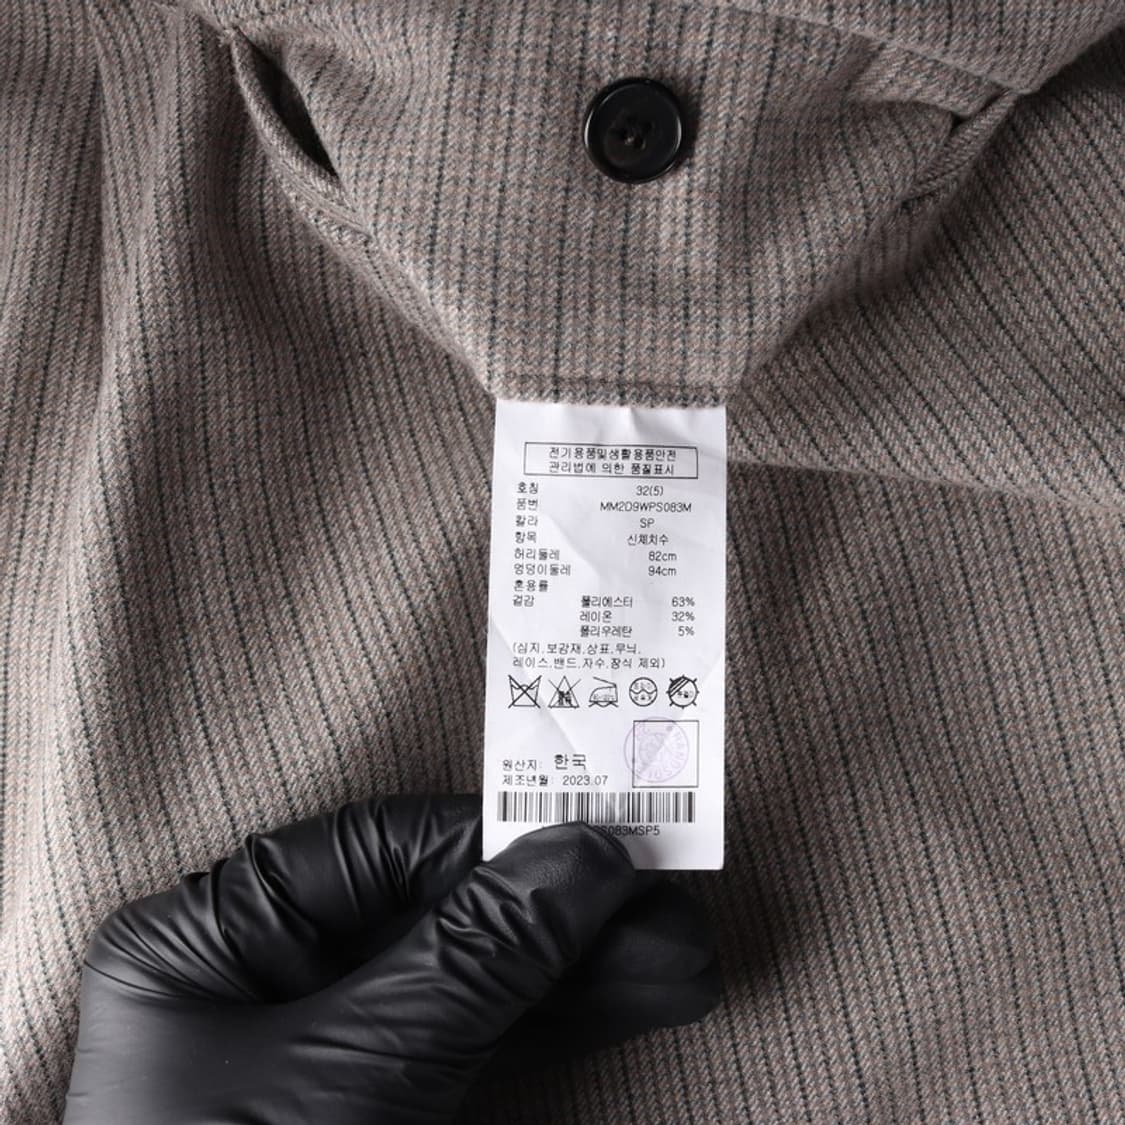 전기용품및생활용품안전
관리법에 의한 품질표시
호칭 32(5)
품번 MM2D9WPS083M
칼라 SP
항목 신체치수
허리둘레 82cm
엉덩이둘레 94cm
혼용률
겉감 폴리에스터 63%
레이온 32%
폴리우레탄 5%
(심지,보강재,상표,무늬,
레이스,밴드,자수,장식 제외)
원산지: 한국
제조년월: 2023.07
S083MSP5